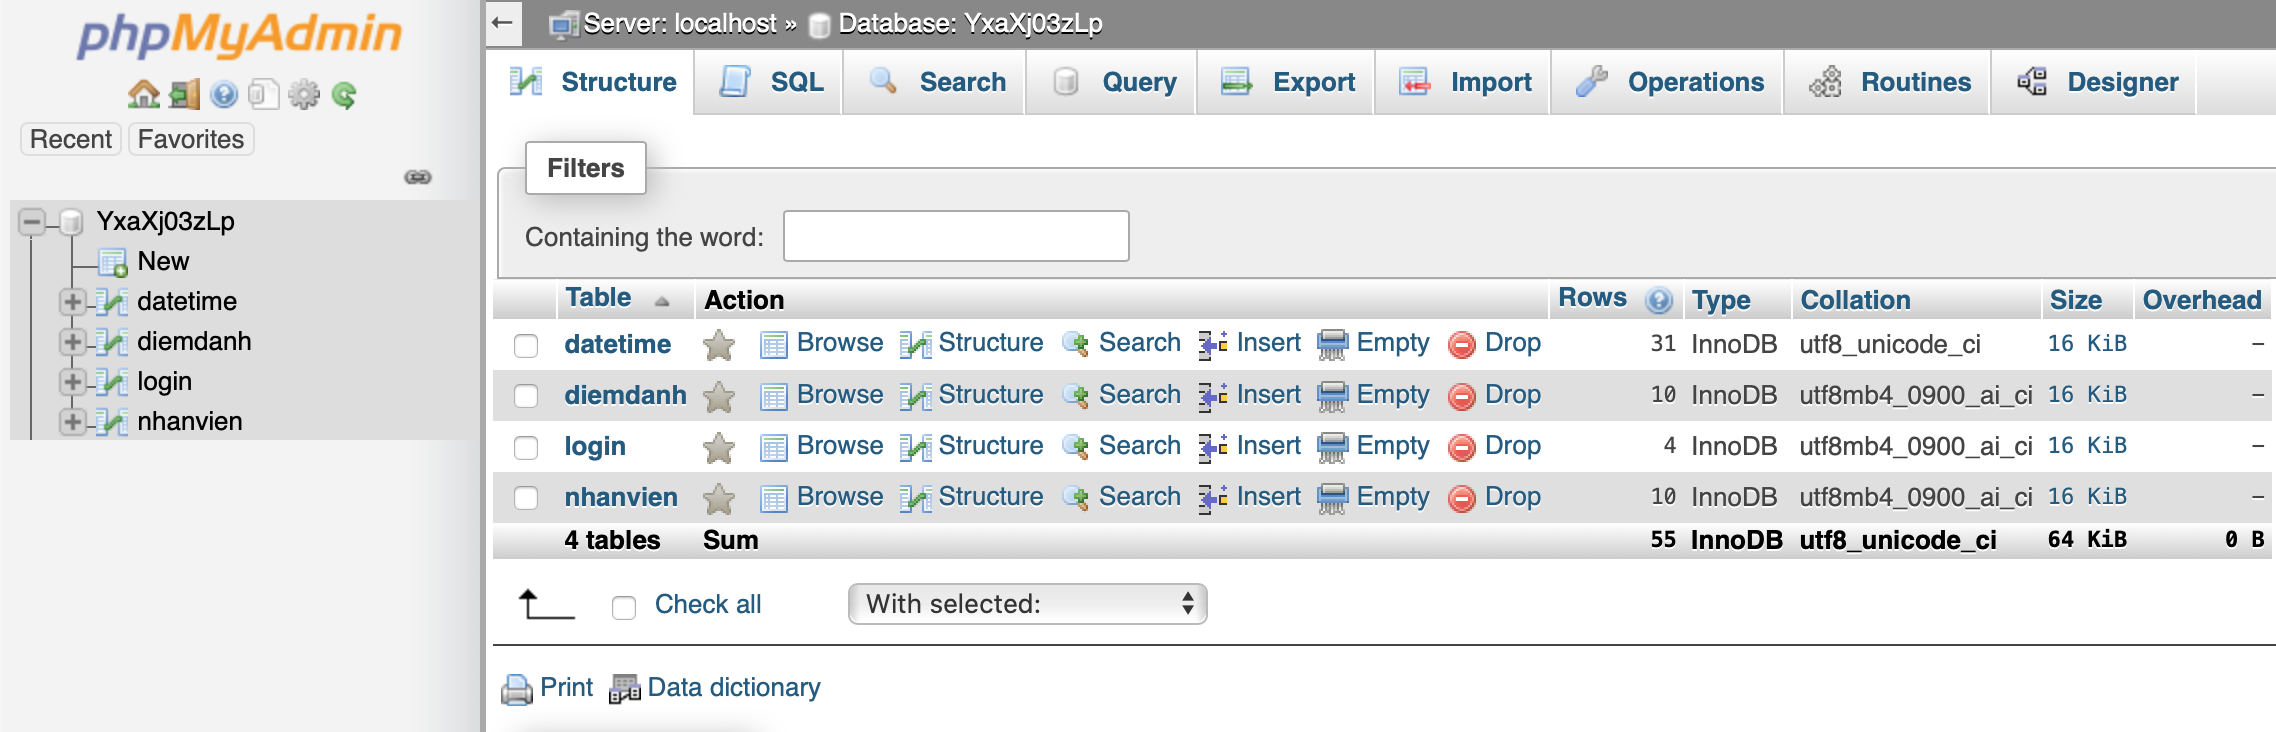 phpMyAdmin
Recent Favorites
YxaXj03zLp
New
datetime
diemdanh
login
nhanvien
Server: localhost » Database: YxaXj03zLp
Structure SQL Search Query Export Import Operations Routines Designer
Filters
Containing the word:
Table Action Rows Type Collation Size Overhead
datetime Browse Structure Search Insert Empty Drop 31 InnoDB utf8_unicode_ci 16 KiB –
diemdanh Browse Structure Search Insert Empty Drop 10 InnoDB utf8mb4_0900_ai_ci 16 KiB –
login Browse Structure Search Insert Empty Drop 4 InnoDB utf8mb4_0900_ai_ci 16 KiB –
nhanvien Browse Structure Search Insert Empty Drop 10 InnoDB utf8mb4_0900_ai_ci 16 KiB –
4 tables Sum 55 InnoDB utf8_unicode_ci 64 KiB 0 B
Check all With selected:
Print Data dictionary